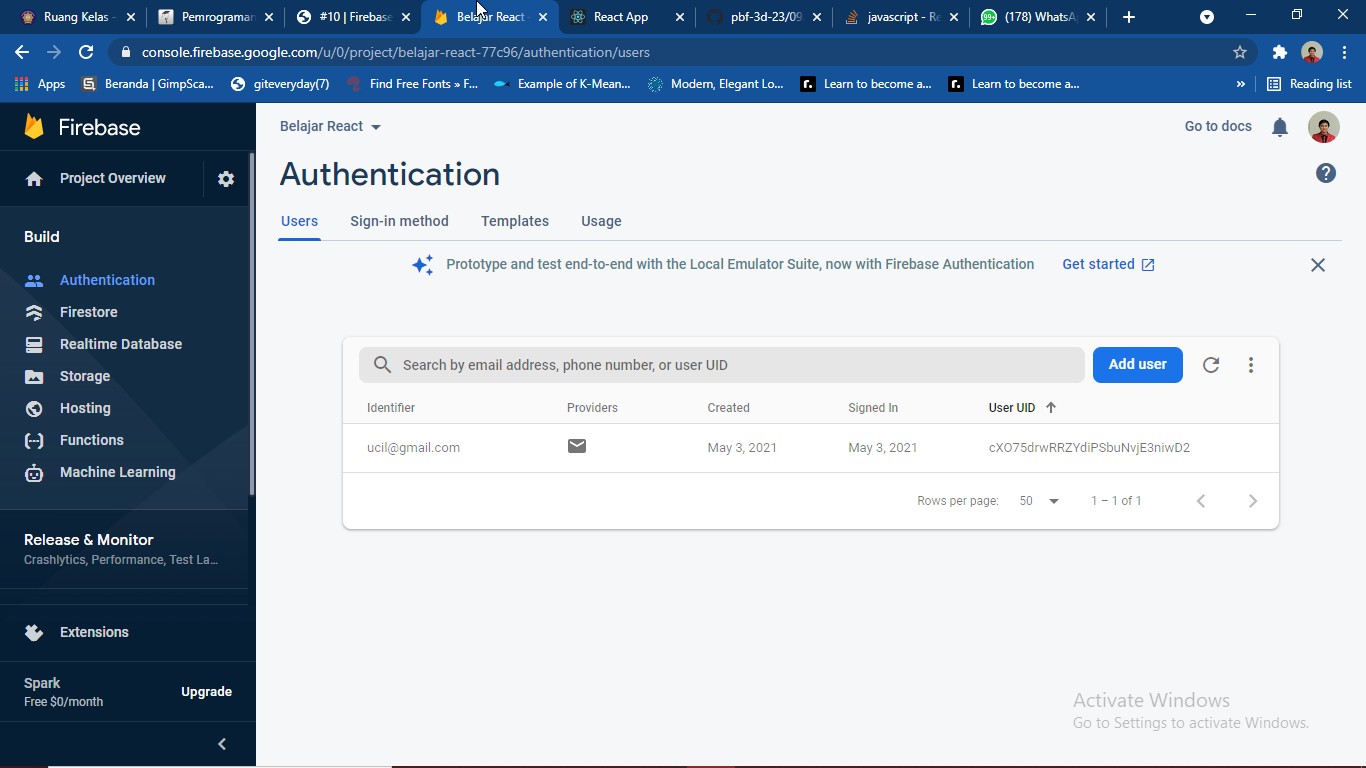 Ruang Kelas -
Pemrograman
#10 | Firebase
Belajar React -
React App
pbf-3d-23/09
javascript - Re
(178) WhatsA
console.firebase.google.com/u/0/project/belajar-react-77c96/authentication/users
Apps
Beranda | GimpSca...
giteveryday(7)
Find Free Fonts » F...
Example of K-Mean...
Modern, Elegant Lo...
Learn to become a...
Learn to become a...
»
Reading list
Firebase
Belajar React
Go to docs
Project Overview
Authentication
Users
Sign-in method
Templates
Usage
Build
Prototype and test end-to-end with the Local Emulator Suite, now with Firebase Authentication
Get started
Authentication
Firestore
Realtime Database
Storage
Hosting
Functions
Machine Learning
Search by email address, phone number, or user UID
Add user
Identifier
Providers
Created
Signed In
User UID
ucil@gmail.com
May 3, 2021
May 3, 2021
cXO75drwRRZYdiPSbuNvjE3niwD2
Rows per page:
50
1 – 1 of 1
Release & Monitor
Crashlytics, Performance, Test La...
Extensions
Spark
Free $0/month
Upgrade
Activate Windows
Go to Settings to activate Windows.